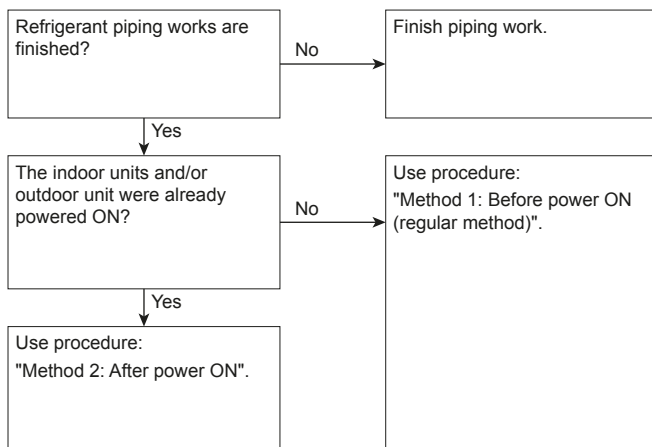 Refrigerant piping works are
finished?
No
Finish piping work.
Yes
The indoor units and/or
outdoor unit were already
powered ON?
No
Use procedure:
"Method 1: Before power ON
(regular method)".
Yes
Use procedure:
"Method 2: After power ON".